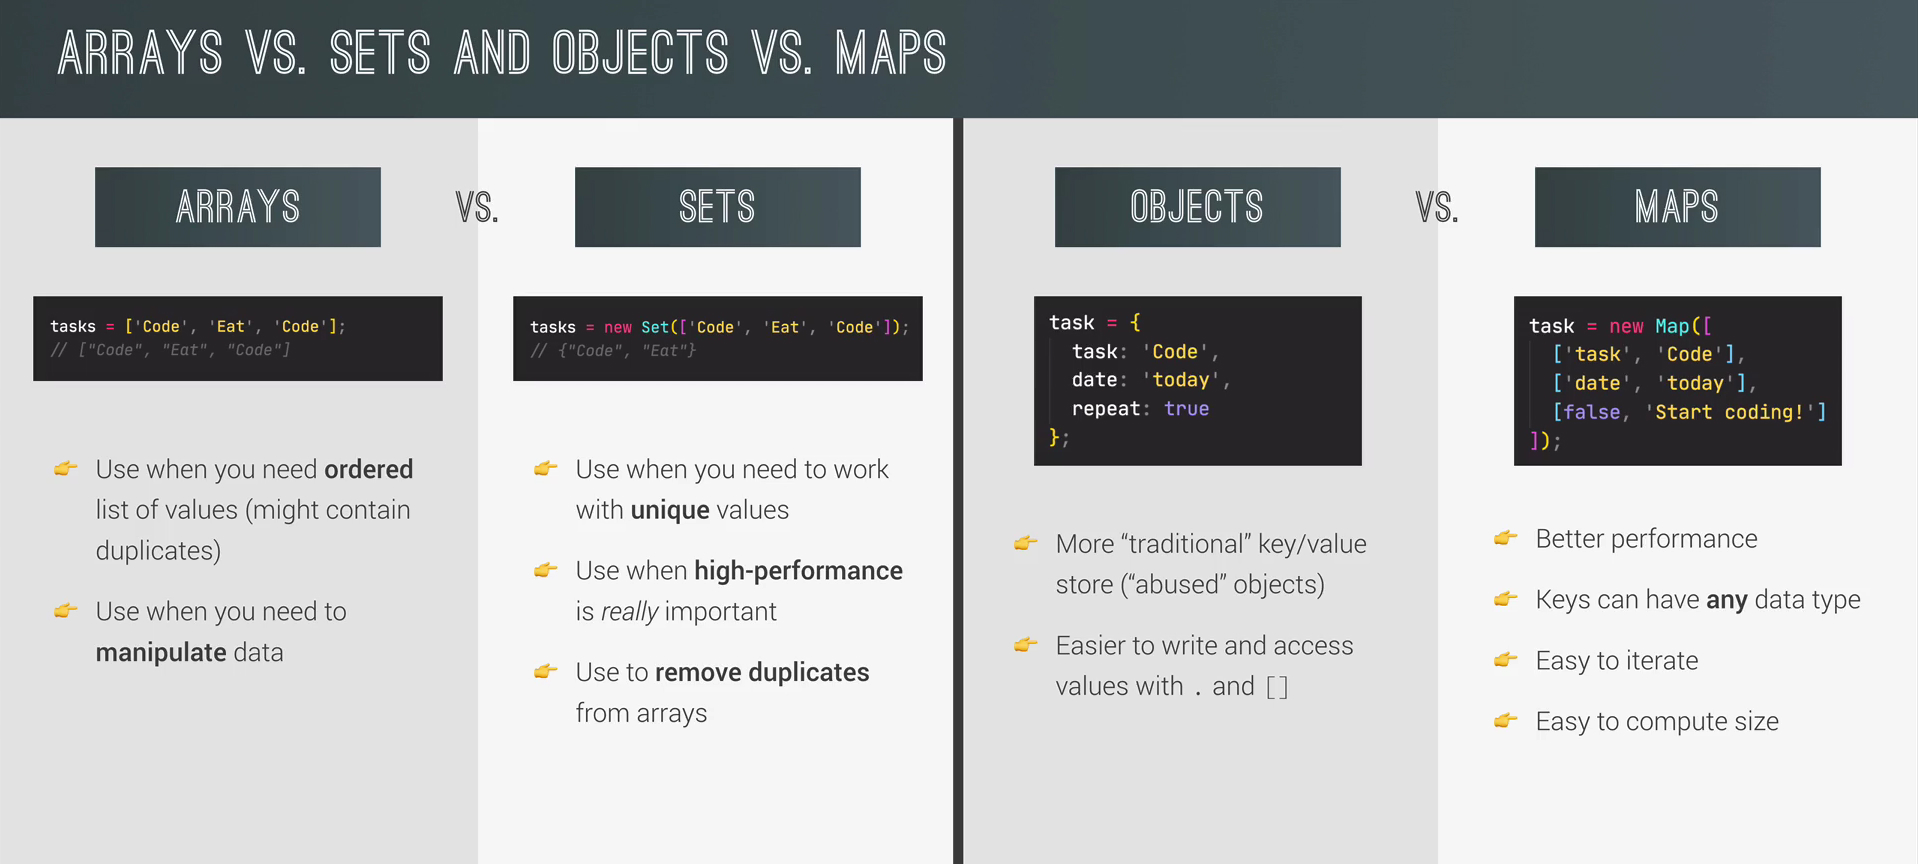 ARRAYS VS. SETS AND OBJECTS VS. MAPS
ARRAYS
VS.
SETS
tasks = ['Code', 'Eat', 'Code'];
// ["Code", "Eat", "Code"]
tasks = new Set(['Code', 'Eat', 'Code']);
// {"Code", "Eat"}
Use when you need ordered
list of values (might contain
duplicates)
Use when you need to
manipulate data
Use when you need to work
with unique values
Use when high-performance
is really important
Use to remove duplicates
from arrays
OBJECTS
VS.
MAPS
task = {
task: 'Code',
date: 'today',
repeat: true
};
task = new Map([
['task', 'Code'],
['date', 'today'],
[false, 'Start coding!']
]);
More “traditional” key/value
store (“abused” objects)
Easier to write and access
values with . and []
Better performance
Keys can have any data type
Easy to iterate
Easy to compute size